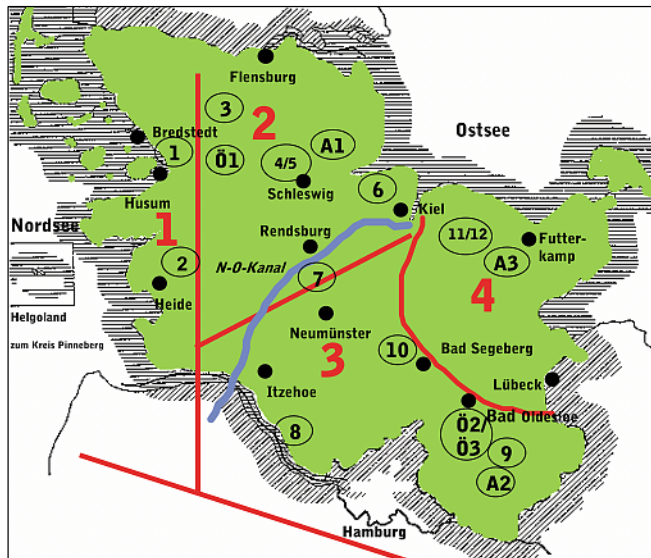 Flensburg
3
2
Ostsee
Bredstedt
1
Ö1
4/5
A1
Schleswig
6
Husum
Kiel
Nordsee
1
Rendsburg
11/12
Futter-
kamp
2
N-O-Kanal
7
A3
4
Heide
Helgoland
Neumünster
zum Kreis Pinneberg
3
10
Bad Segeberg
Itzehoe
Lübeck
8
Bad Oldesloe
Ö2/
Ö3
9
A2
Hamburg